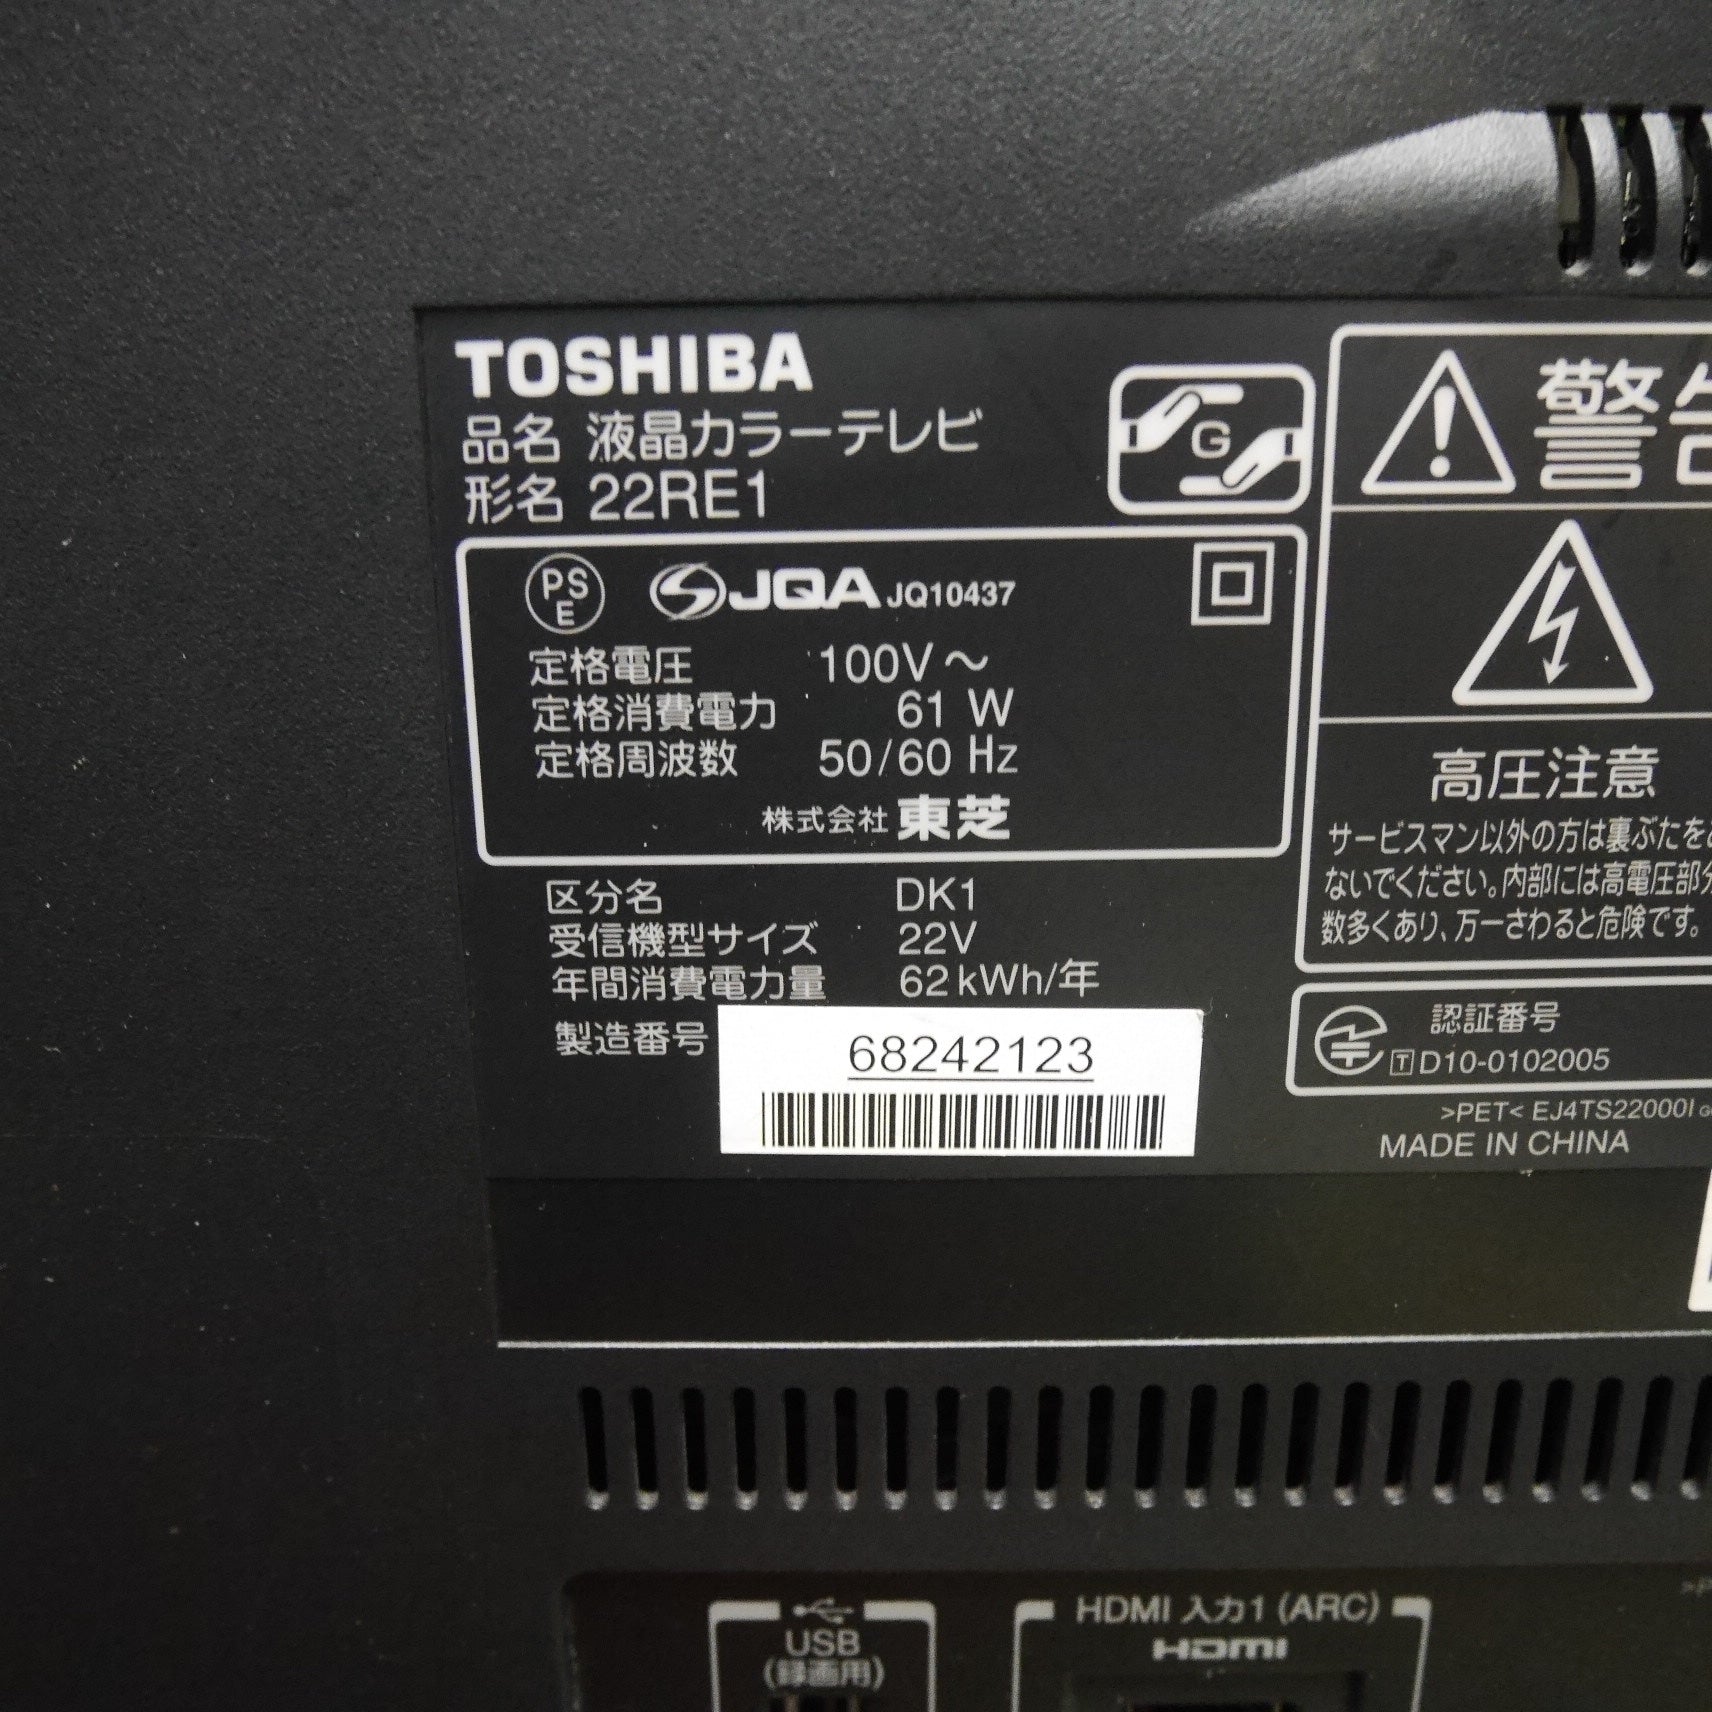 TOSHIBA
品名 液晶カラーテレビ
形名 22RE1
G
PS
E
JQA JQ10437
定格電圧 100V～
定格消費電力 61 W
定格周波数 50/60 Hz
株式会社 東芝
区分名 DK1
受信機型サイズ 22V
年間消費電力量 62kWh/年
製造番号 68242123
警告
高圧注意
サービスマン以外の方は裏ぶたを
ないでください。内部には高電圧部分
数多くあり、万一さわると危険です。
認証番号
T D10-0102005
>PET< EJ4TS22000I
MADE IN CHINA
USB
(録画用)
HDMI 入力1 (ARC)
HDMI